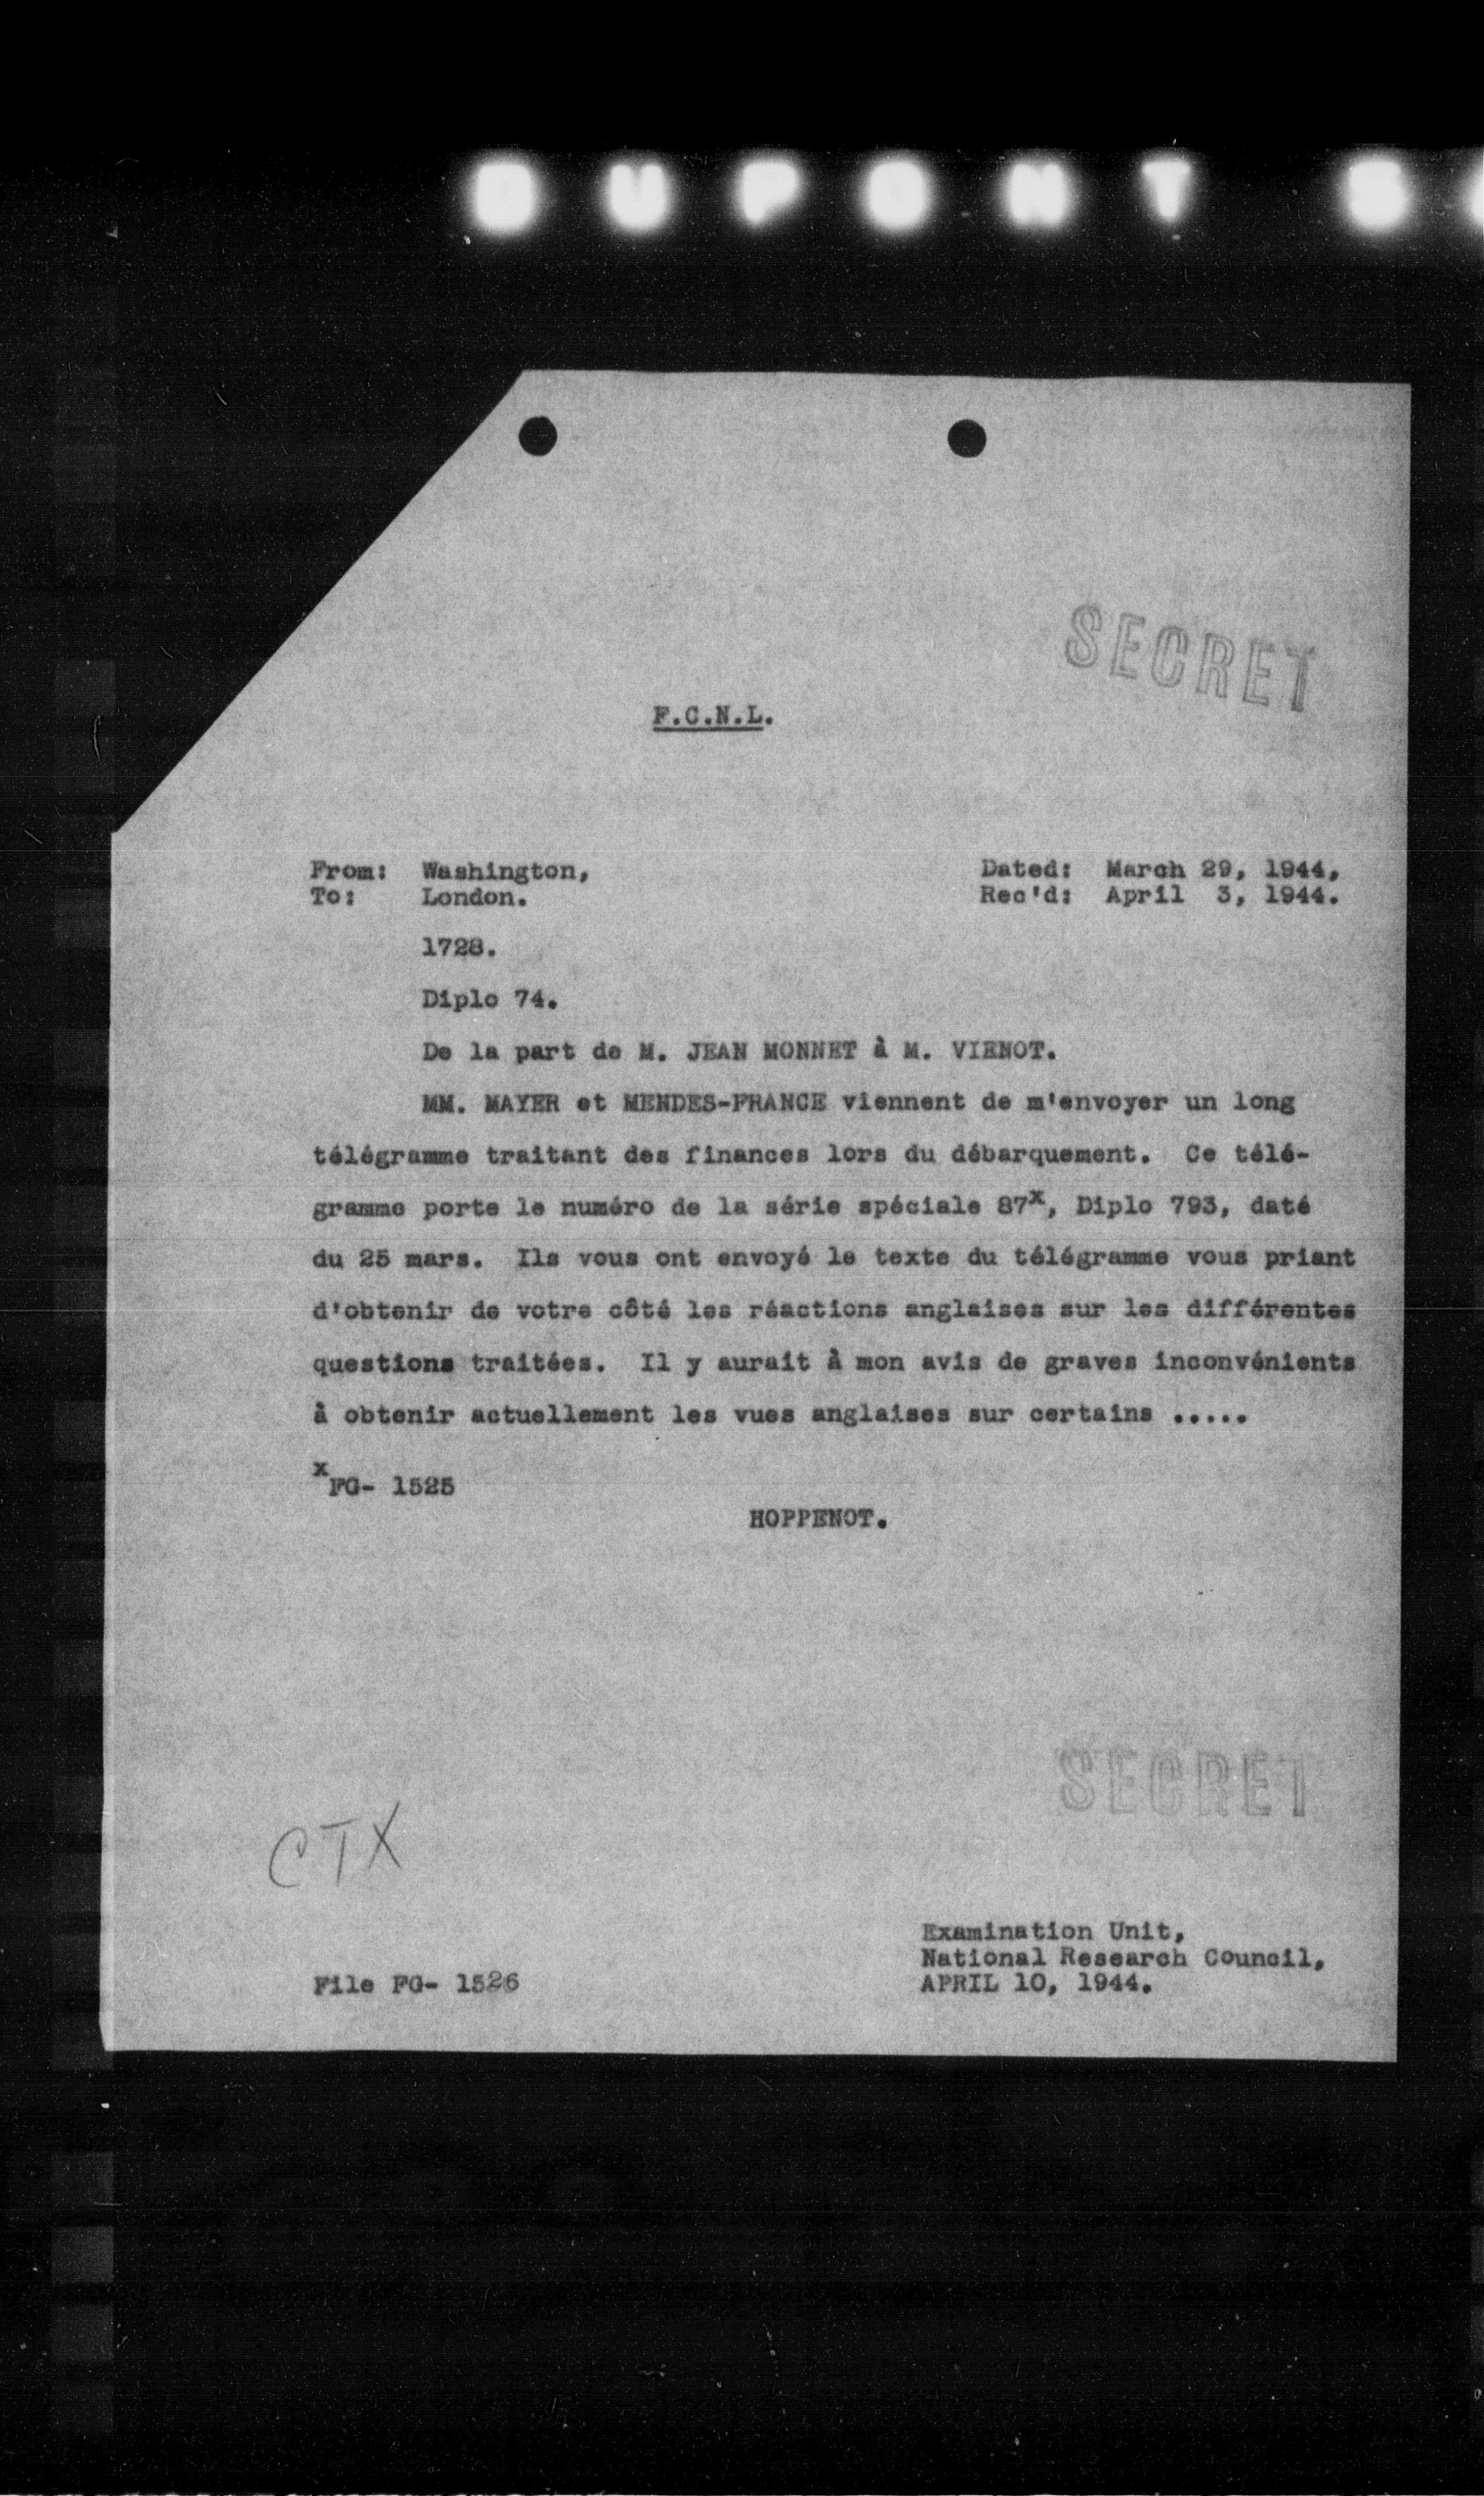 DUPONT S
SECRET
F.C.N.L.
From: Washington, Dated: March 29, 1944,
To: London. Rec'd: April 3, 1944.
1728.
Diplo 74.
De la part de M. JEAN MONNET à M. VIENOT.
MM. MAYER et MENDES-FRANCE viennent de m'envoyer un long
télégramme traitant des finances lors du débarquement. Ce télé-
gramme porte le numéro de la série spéciale 87x, Diplo 793, daté
du 25 mars. Ils vous ont envoyé le texte du télégramme vous priant
d'obtenir de votre côté les réactions anglaises sur les différentes
questions traitées. Il y aurait à mon avis de graves inconvénients
à obtenir actuellement les vues anglaises sur certains .....
x FG- 1525
HOPPENOT.
SECRET
CTX
Examination Unit,
National Research Council,
File FG- 1526 APRIL 10, 1944.